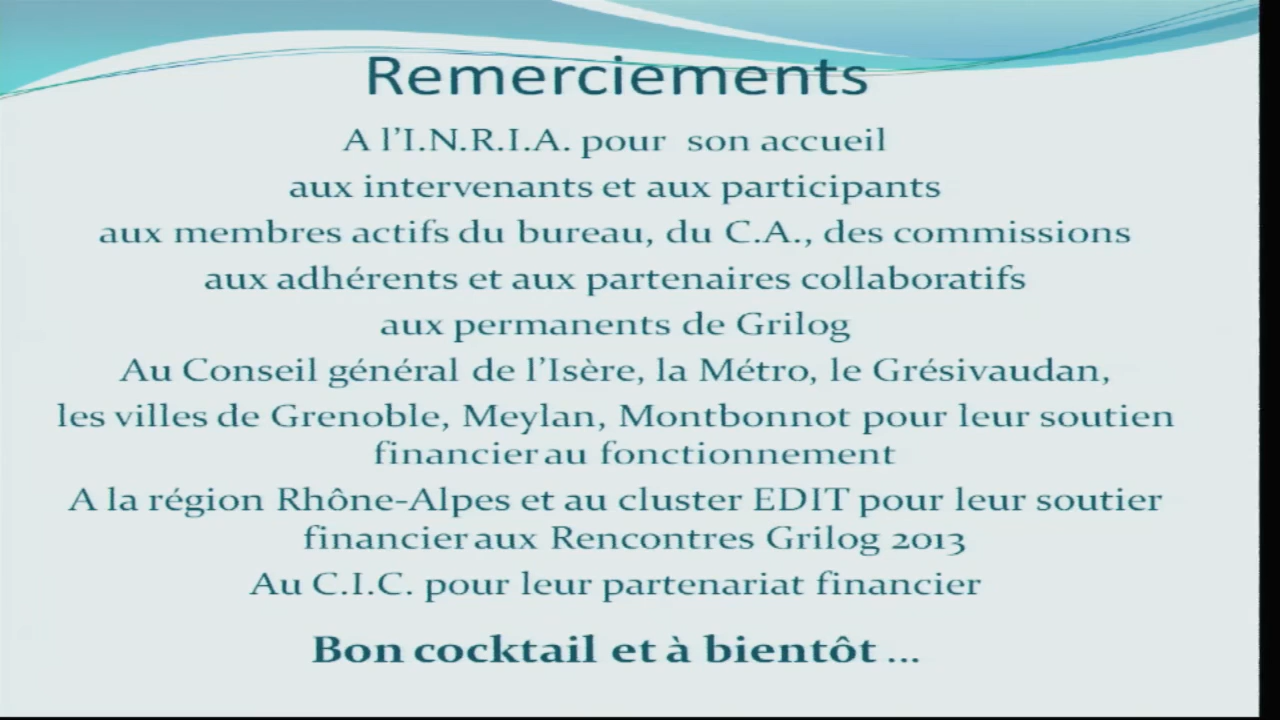 Remerciements
A l'I.N.R.I.A. pour son accueil
aux intervenants et aux participants
aux membres actifs du bureau, du C.A., des commissions
aux adhérents et aux partenaires collaboratifs
aux permanents de Grilog
Au Conseil général de l'Isère, la Métro, le Grésivaudan,
les villes de Grenoble, Meylan, Montbonnot pour leur soutien
financier au fonctionnement
A la région Rhône-Alpes et au cluster EDIT pour leur soutier
financier aux Rencontres Grilog 2013
Au C.I.C. pour leur partenariat financier
Bon cocktail et à bientôt ...